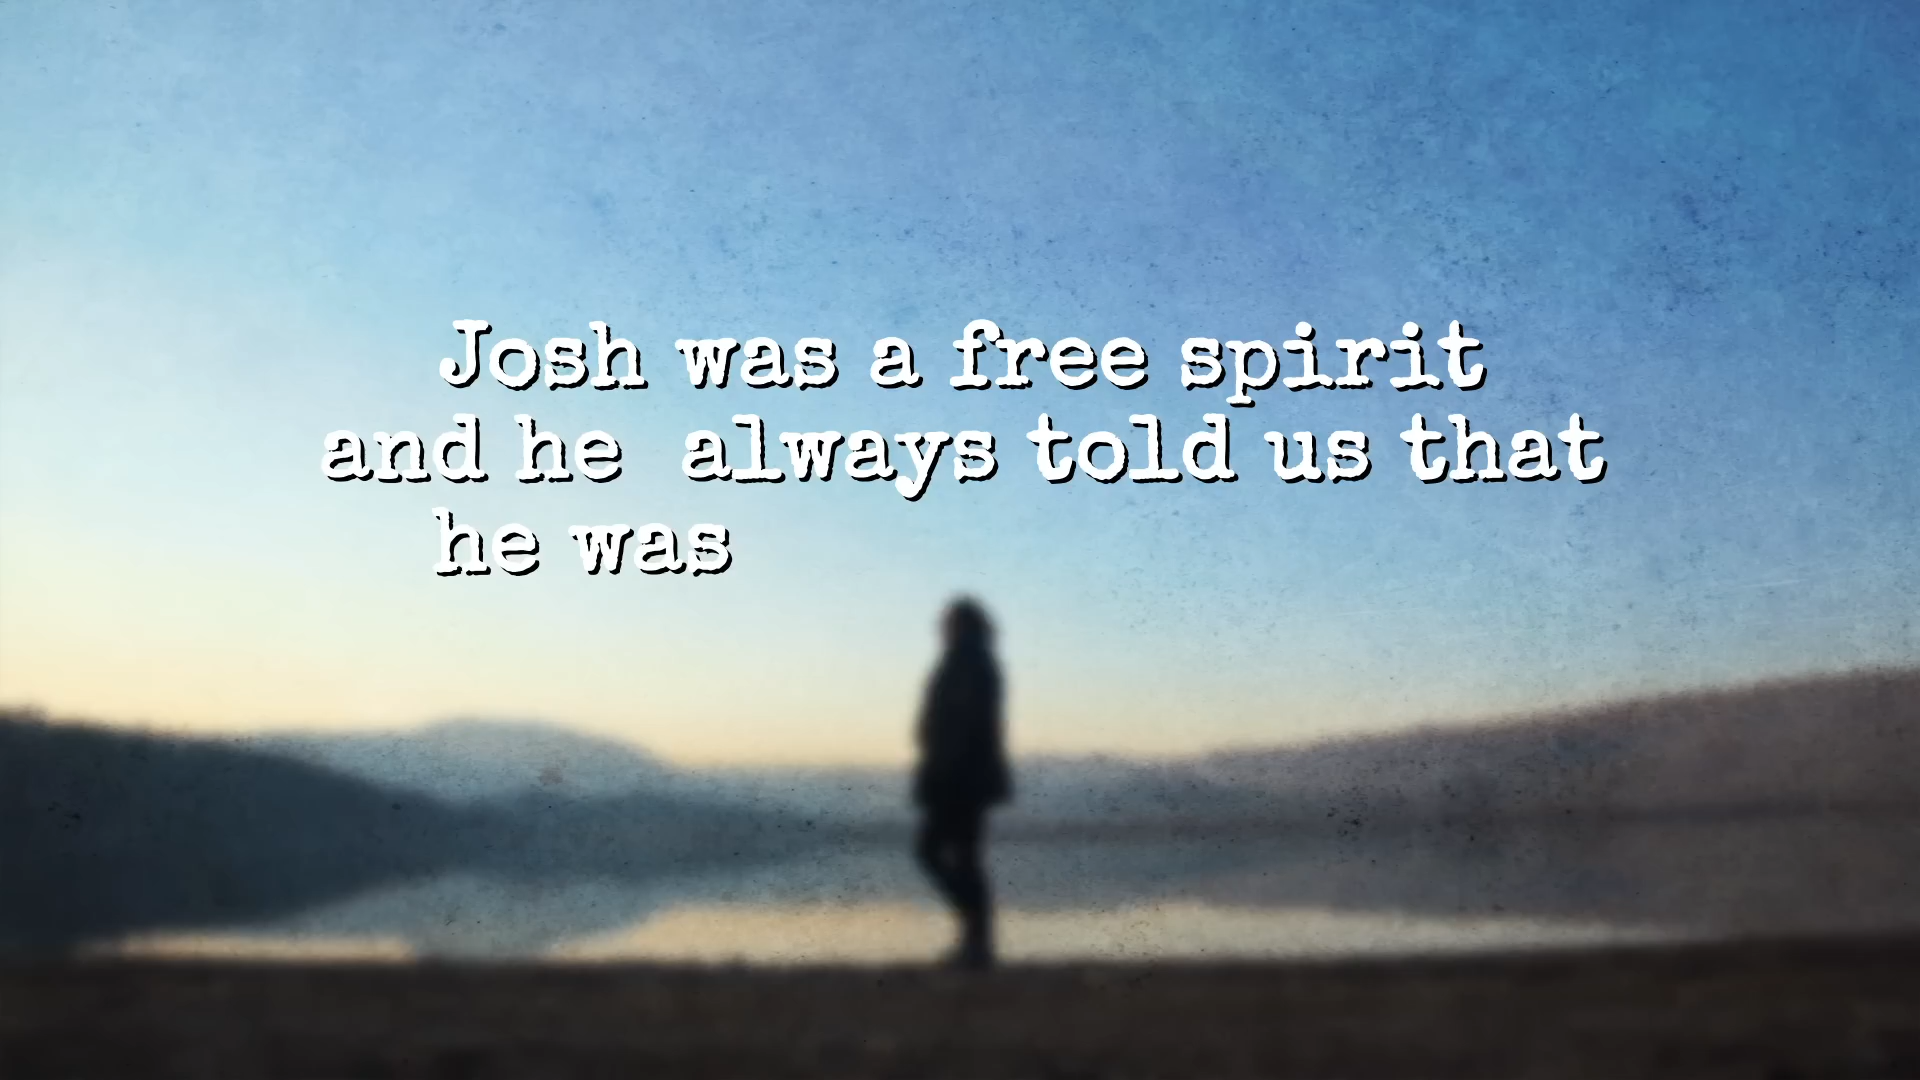 Josh was a free spirit
and he  always told us that
he was